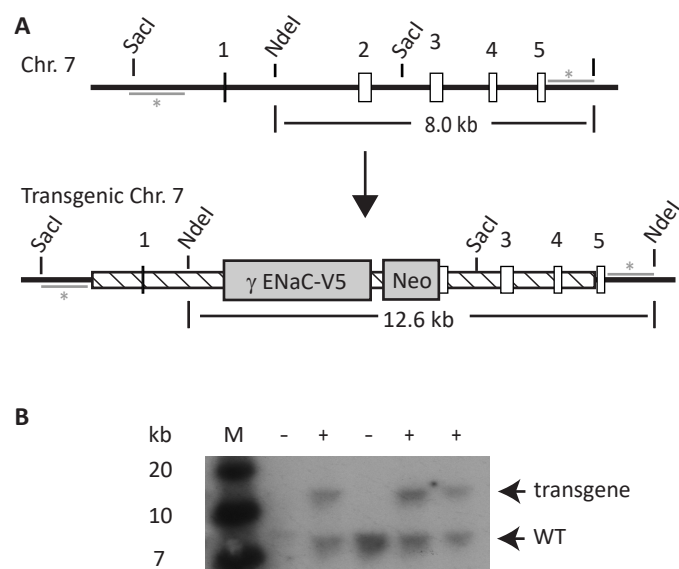 A
SacI
1
NdeI
2
SacI
3
4
5
Chr. 7
*
*
8.0 kb
Transgenic Chr. 7
SacI
1
NdeI
SacI
3
4
5
NdeI
γ ENaC-V5
Neo
*
*
12.6 kb
B
kb M - + - + +
20
transgene
10
WT
7